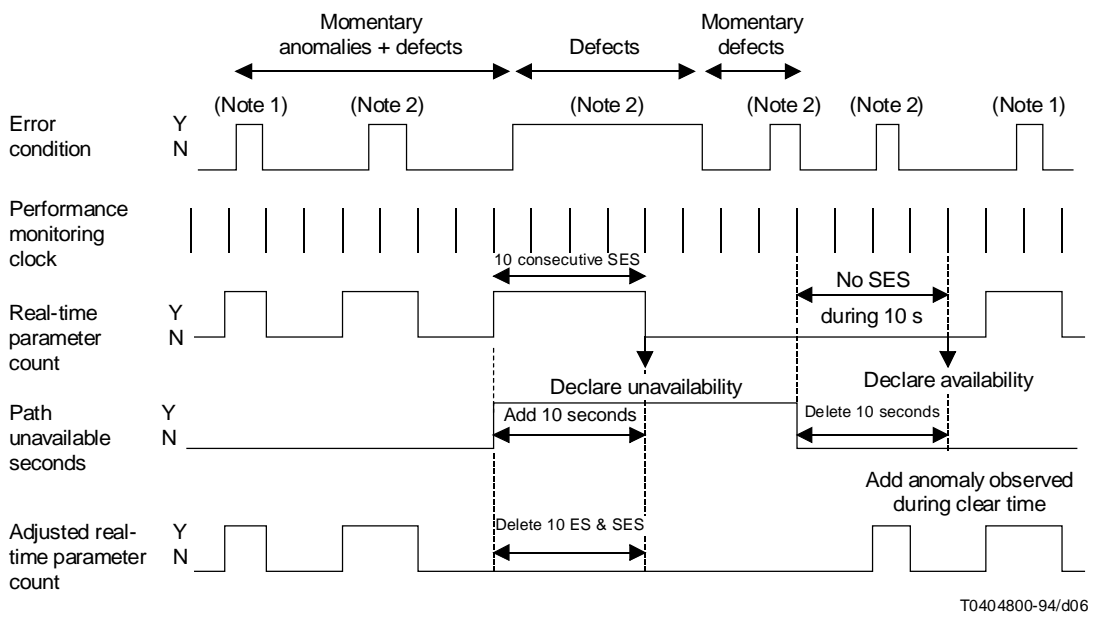 Momentary
anomalies + defects
Defects
Momentary
defects
(Note 1)
(Note 2)
(Note 2)
(Note 2)
(Note 2)
(Note 1)
Error
condition
Y
N
Performance
monitoring
clock
10 consecutive SES
No SES
during 10 s
Real-time
parameter
count
Y
N
Declare unavailability
Declare availability
Path
unavailable
seconds
Y
N
Add 10 seconds
Delete 10 seconds
Add anomaly observed
during clear time
Adjusted real-
time parameter
count
Y
N
Delete 10 ES & SES
T0404800-94/d06